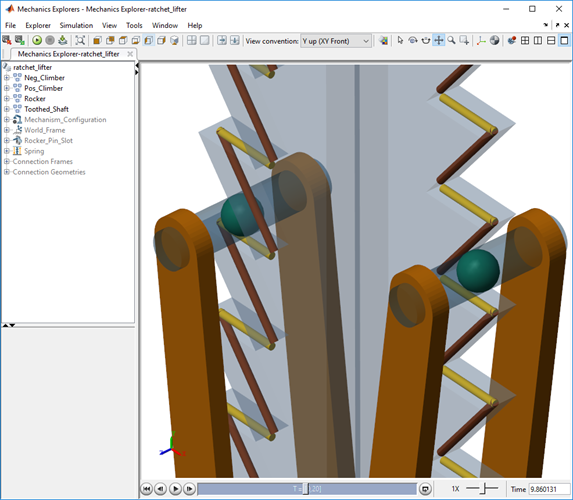 Mechanics Explorers - Mechanics Explorer-ratchet_lifter
Explorer Simulation View Tools Window Help
View convention: Y up (XY Front)
Mechanics Explorer-ratchet_lifter
ratchet_lifter
Neg_Climber
Pos_Climber
Rocker
Toothed_Shaft
Mechanism_Configuration
World_Frame
Rocker_Pin_Slot
Spring
Connection Frames
Connection Geometries
1X Time 9.860131